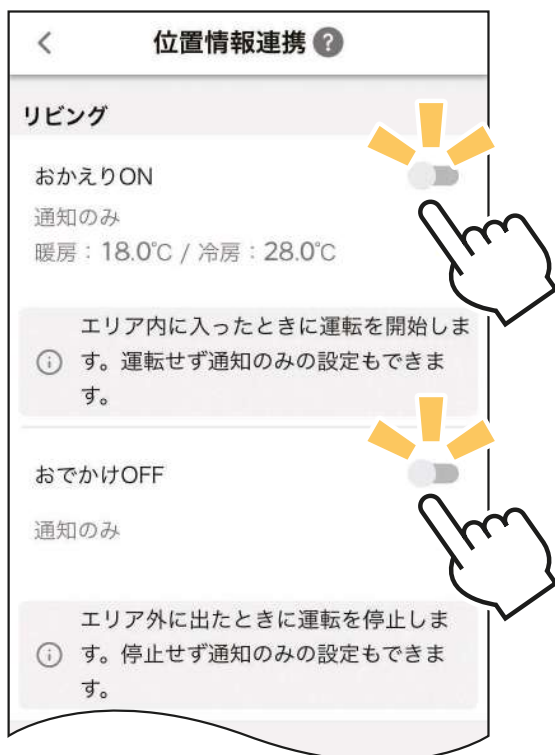 位置情報連携 ?
リビング
おかえりON
通知のみ
暖房：18.0℃ / 冷房：28.0℃
エリア内に入ったときに運転を開始しま
す。運転せず通知のみの設定もできま
す。
おでかけOFF
通知のみ
エリア外に出たときに運転を停止しま
す。停止せず通知のみの設定もできま
す。